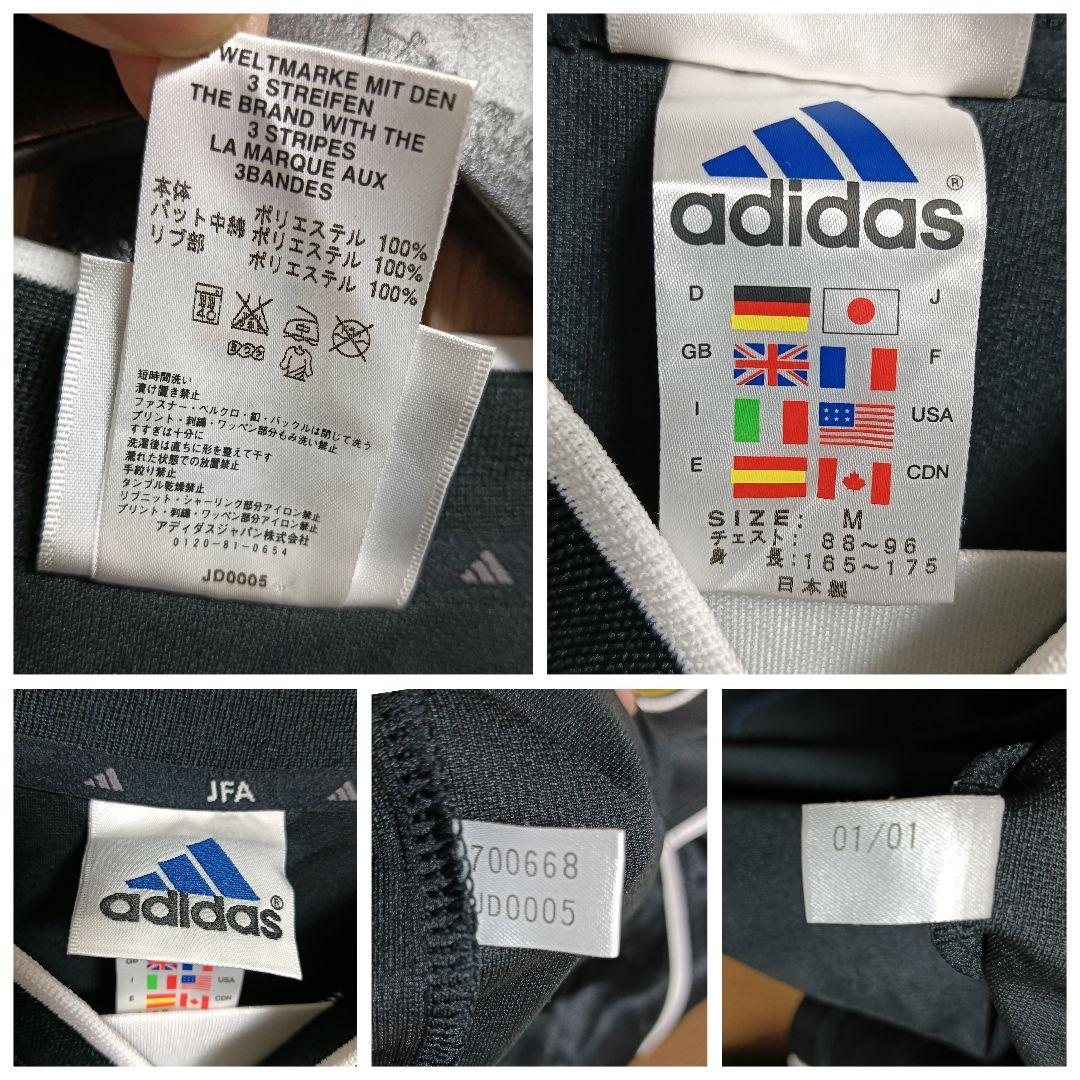 WELTMARKE MIT DEN
3 STREIFEN
THE BRAND WITH THE
3 STRIPES
LA MARQUE AUX
3BANDES
本体 ポリエステル 100%
パット中綿 ポリエステル 100%
リブ部 ポリエステル 100%
40
短時間洗い
漬け置き禁止
ファスナー・ベルクロ・釦・バックルは閉じて洗う
プリント・刺繍・ワッペン部分もみ洗い禁止
すすぎは十分に
洗濯後は直ちに形を整えて干す
濡れた状態での放置禁止
手絞り禁止
タンブル乾燥禁止
リブニット・シャーリング部分アイロン禁止
プリント・刺繍・ワッペン部分アイロン禁止
アディダスジャパン株式会社
0120-81-0654
JD0005
adidas®
D J
GB F
I USA
E CDN
SIZE: M
チェスト: 88～96
身 長:165～175
日本製
JFA
adidas®
GB
I USA
E CDN
700668
JD0005
01/01